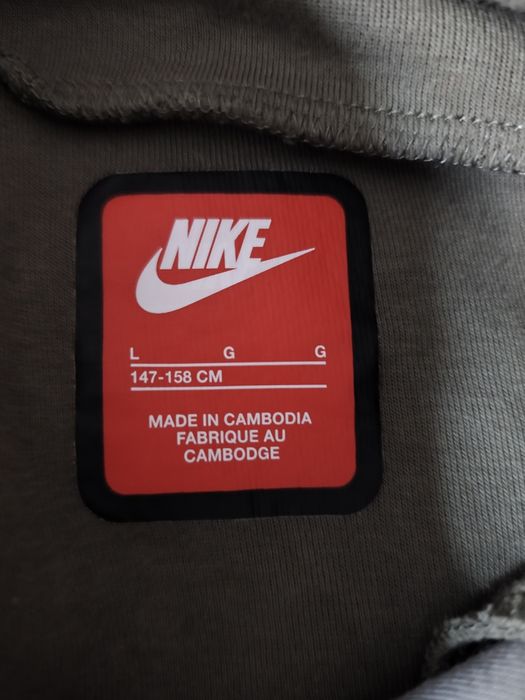 NIKE
L G G
147-158 CM
MADE IN CAMBODIA
FABRIQUE AU
CAMBODGE